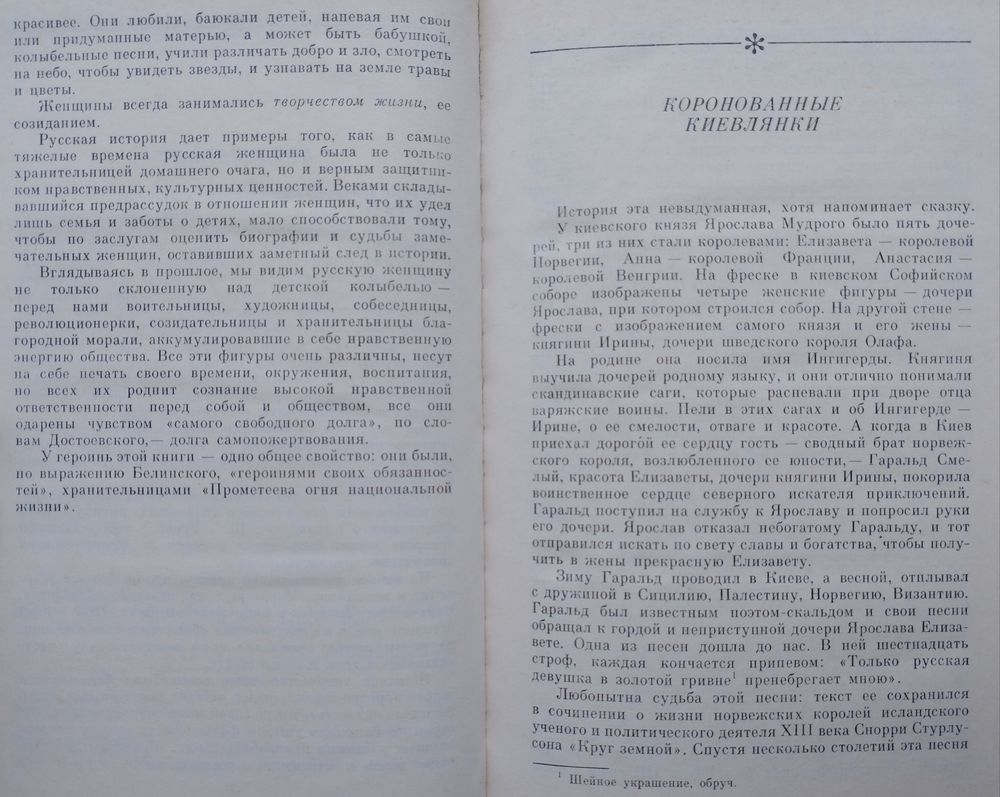 красивее. Они любили, баюкали детей, напевая им свои
или придуманные матерью, а может быть бабушкой,
колыбельные песни, учили различать добро и зло, смотреть
на небо, чтобы увидеть звезды, и узнавать на земле травы
и цветы.
Женщины всегда занимались творчеством жизни, ее
созиданием.
Русская история дает примеры того, как в самые
тяжелые времена русская женщина была не только
хранительницей домашнего очага, но и верным защитни-
ком нравственных, культурных ценностей. Веками склады-
вавшийся предрассудок в отношении женщин, что их удел
лишь семья и заботы о детях, мало способствовали тому,
чтобы по заслугам оценить биографии и судьбы заме-
чательных женщин, оставивших заметный след в истории.
Вглядываясь в прошлое, мы видим русскую женщину
не только склоненную над детской колыбелью —
перед нами воительницы, художницы, собеседницы,
революционерки, созидательницы и хранительницы бла-
городной морали, аккумулировавшие в себе нравственную
энергию общества. Все эти фигуры очень различны, несут
на себе печать своего времени, окружения, воспитания,
но всех их роднит сознание высокой нравственной
ответственности перед собой и обществом, все они
одарены чувством «самого свободного долга», по сло-
вам Достоевского,— долга самопожертвования.
У героинь этой книги — одно общее свойство: они были,
по выражению Белинского, «героинями своих обязаннос-
тей», хранительницами «Прометеева огня национальной
жизни».
КОРОНОВАННЫЕ
КИЕВЛЯНКИ
История эта невыдуманная, хотя напоминает сказку.
У киевского князя Ярослава Мудрого было пять доче-
рей, три из них стали королевами: Елизавета — королевой
Норвегии, Анна — королевой Франции, Анастасия —
королевой Венгрии. На фреске в киевском Софийском
соборе изображены четыре женские фигуры — дочери
Ярослава, при котором строился собор. На другой стене —
фрески с изображением самого князя и его жены —
княгини Ирины, дочери шведского короля Олафа.
На родине она носила имя Ингигерды. Княгиня
выучила дочерей родному языку, и они отлично понимали
скандинавские саги, которые распевали при дворе отца
варяжские воины. Пели в этих сагах и об Ингигерде —
Ирине, о ее смелости, отваге и красоте. А когда в Киев
приехал дорогой ее сердцу гость — сводный брат норвеж-
ского короля, возлюбленного ее юности,— Гаральд Сме-
лый, красота Елизаветы, дочери княгини Ирины, покорила
воинственное сердце северного искателя приключений.
Гаральд поступил на службу к Ярославу и попросил руки
его дочери. Ярослав отказал небогатому Гаральду, и тот
отправился искать по свету славы и богатства, чтобы полу-
чить в жены прекрасную Елизавету.
Зиму Гаральд проводил в Киеве, а весной, отплывал
с дружиной в Сицилию, Палестину, Норвегию, Византию.
Гаральд был известным поэтом-скальдом и свои песни
обращал к гордой и неприступной дочери Ярослава Елиза-
вете. Одна из песен дошла до нас. В ней шестнадцать
строф, каждая кончается припевом: «Только русская
девушка в золотой гривне¹ пренебрегает мною».
Любопытна судьба этой песни: текст ее сохранился
в сочинении о жизни норвежских королей исландского
ученого и политического деятеля XIII века Снорри Стурлу-
сона «Круг земной». Спустя несколько столетий эта песня
¹ Шейное украшение, обруч.